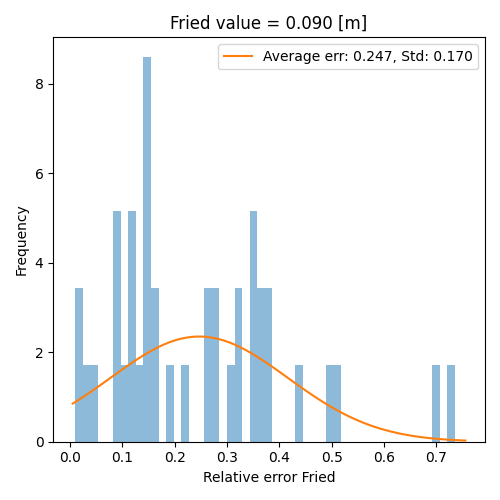 Fried value = 0.090 [m]
Average err: 0.247, Std: 0.170
8
6
4
2
0
Frequency
0.0 0.1 0.2 0.3 0.4 0.5 0.6 0.7
Relative error Fried